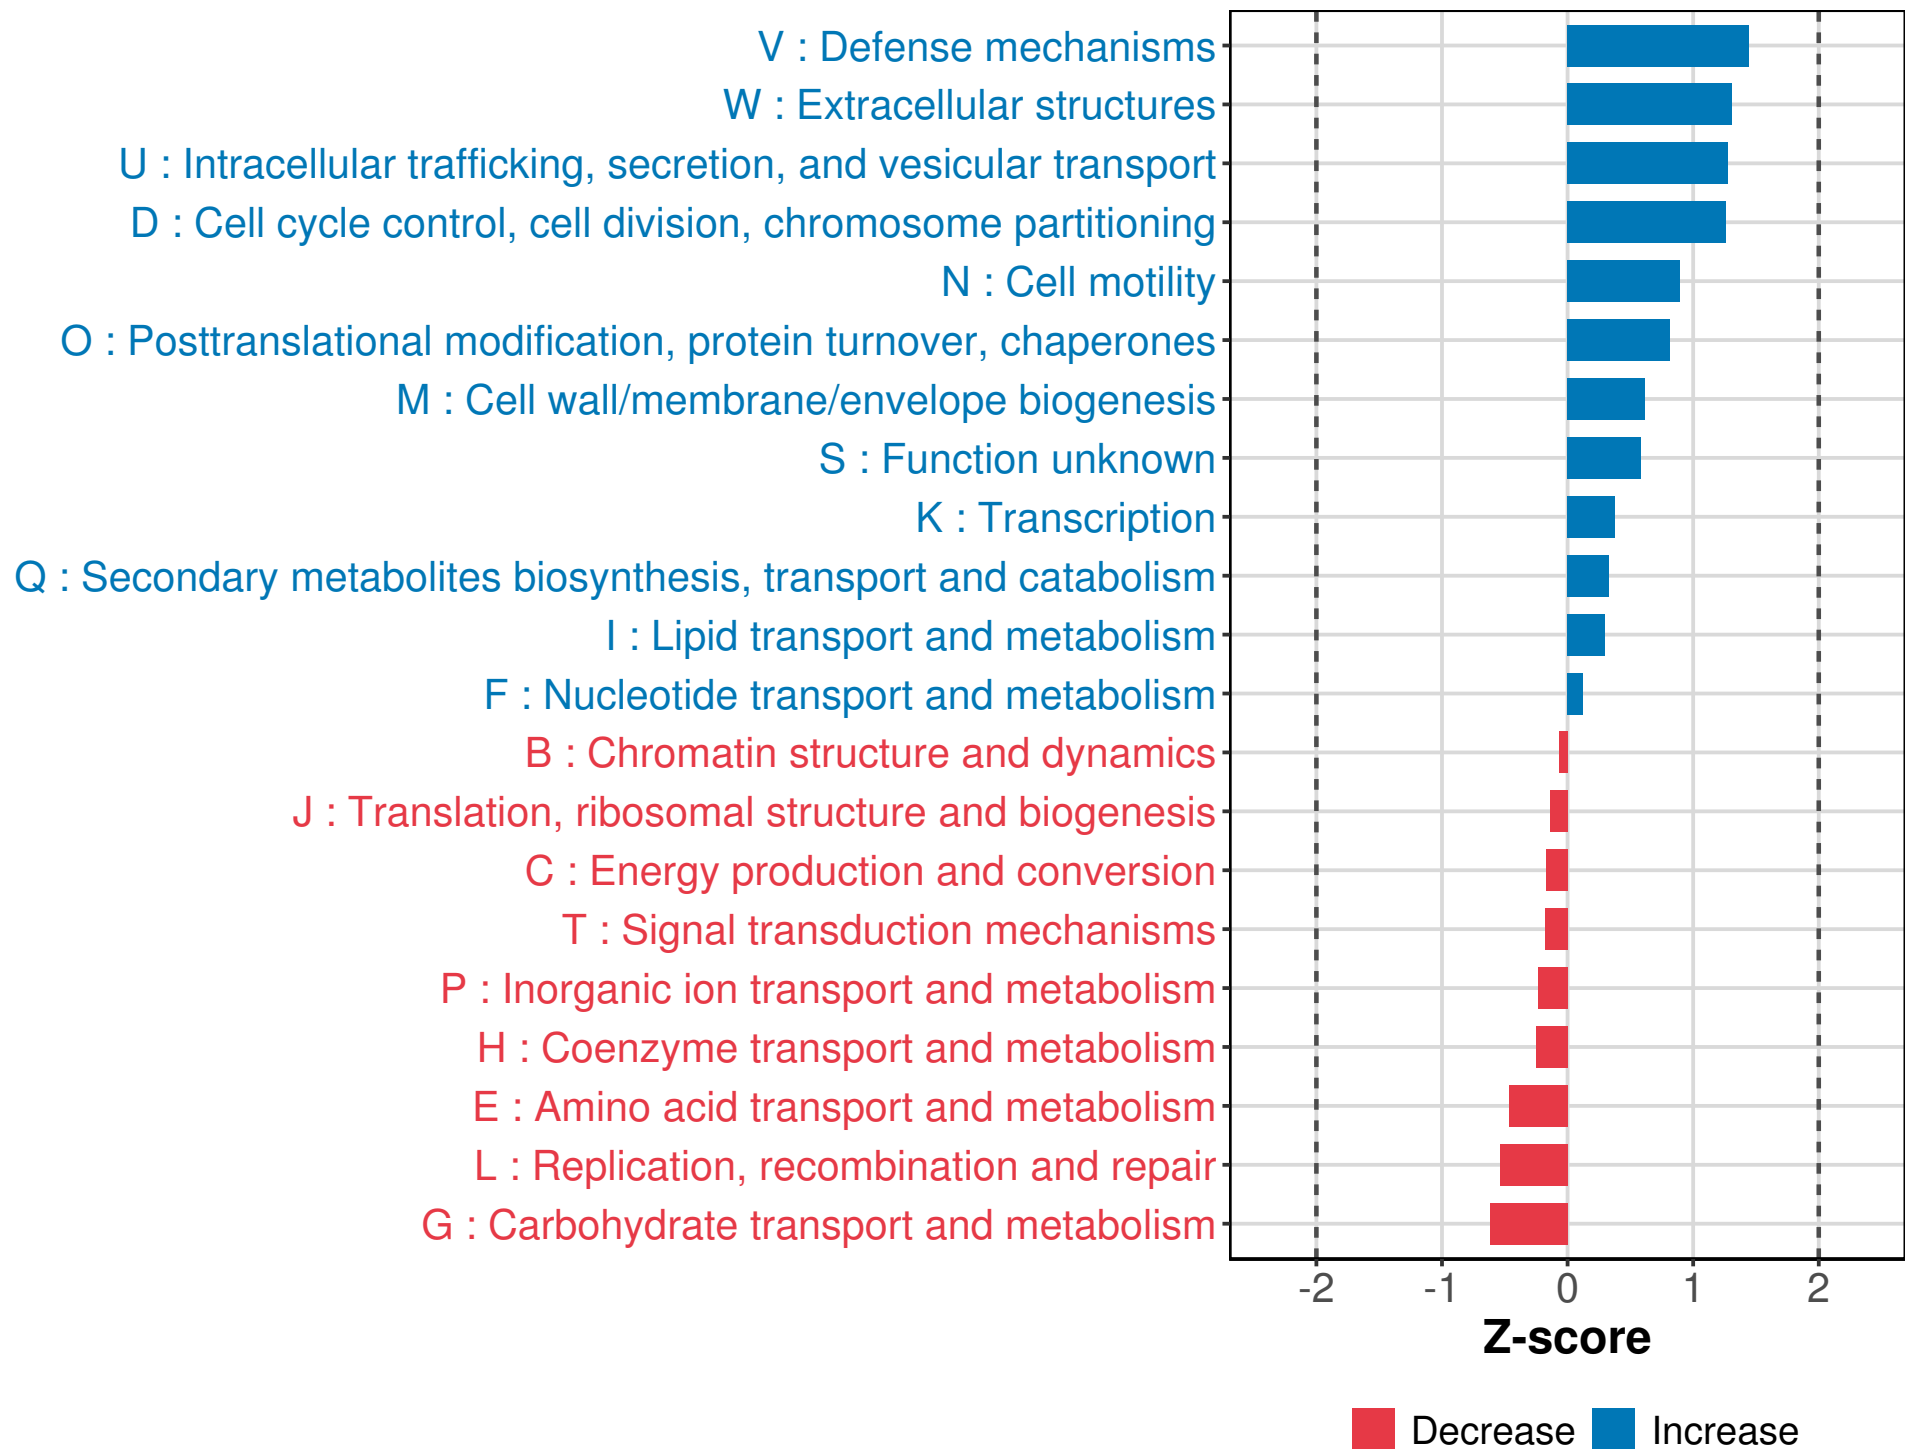 V : Defense mechanisms
W : Extracellular structures
U : Intracellular trafficking, secretion, and vesicular transport
D : Cell cycle control, cell division, chromosome partitioning
N : Cell motility
O : Posttranslational modification, protein turnover, chaperones
M : Cell wall/membrane/envelope biogenesis
S : Function unknown
K : Transcription
Q : Secondary metabolites biosynthesis, transport and catabolism
I : Lipid transport and metabolism
F : Nucleotide transport and metabolism
B : Chromatin structure and dynamics
J : Translation, ribosomal structure and biogenesis
C : Energy production and conversion
T : Signal transduction mechanisms
P : Inorganic ion transport and metabolism
H : Coenzyme transport and metabolism
E : Amino acid transport and metabolism
L : Replication, recombination and repair
G : Carbohydrate transport and metabolism
-2 -1 0 1 2
Z-score
Decrease Increase